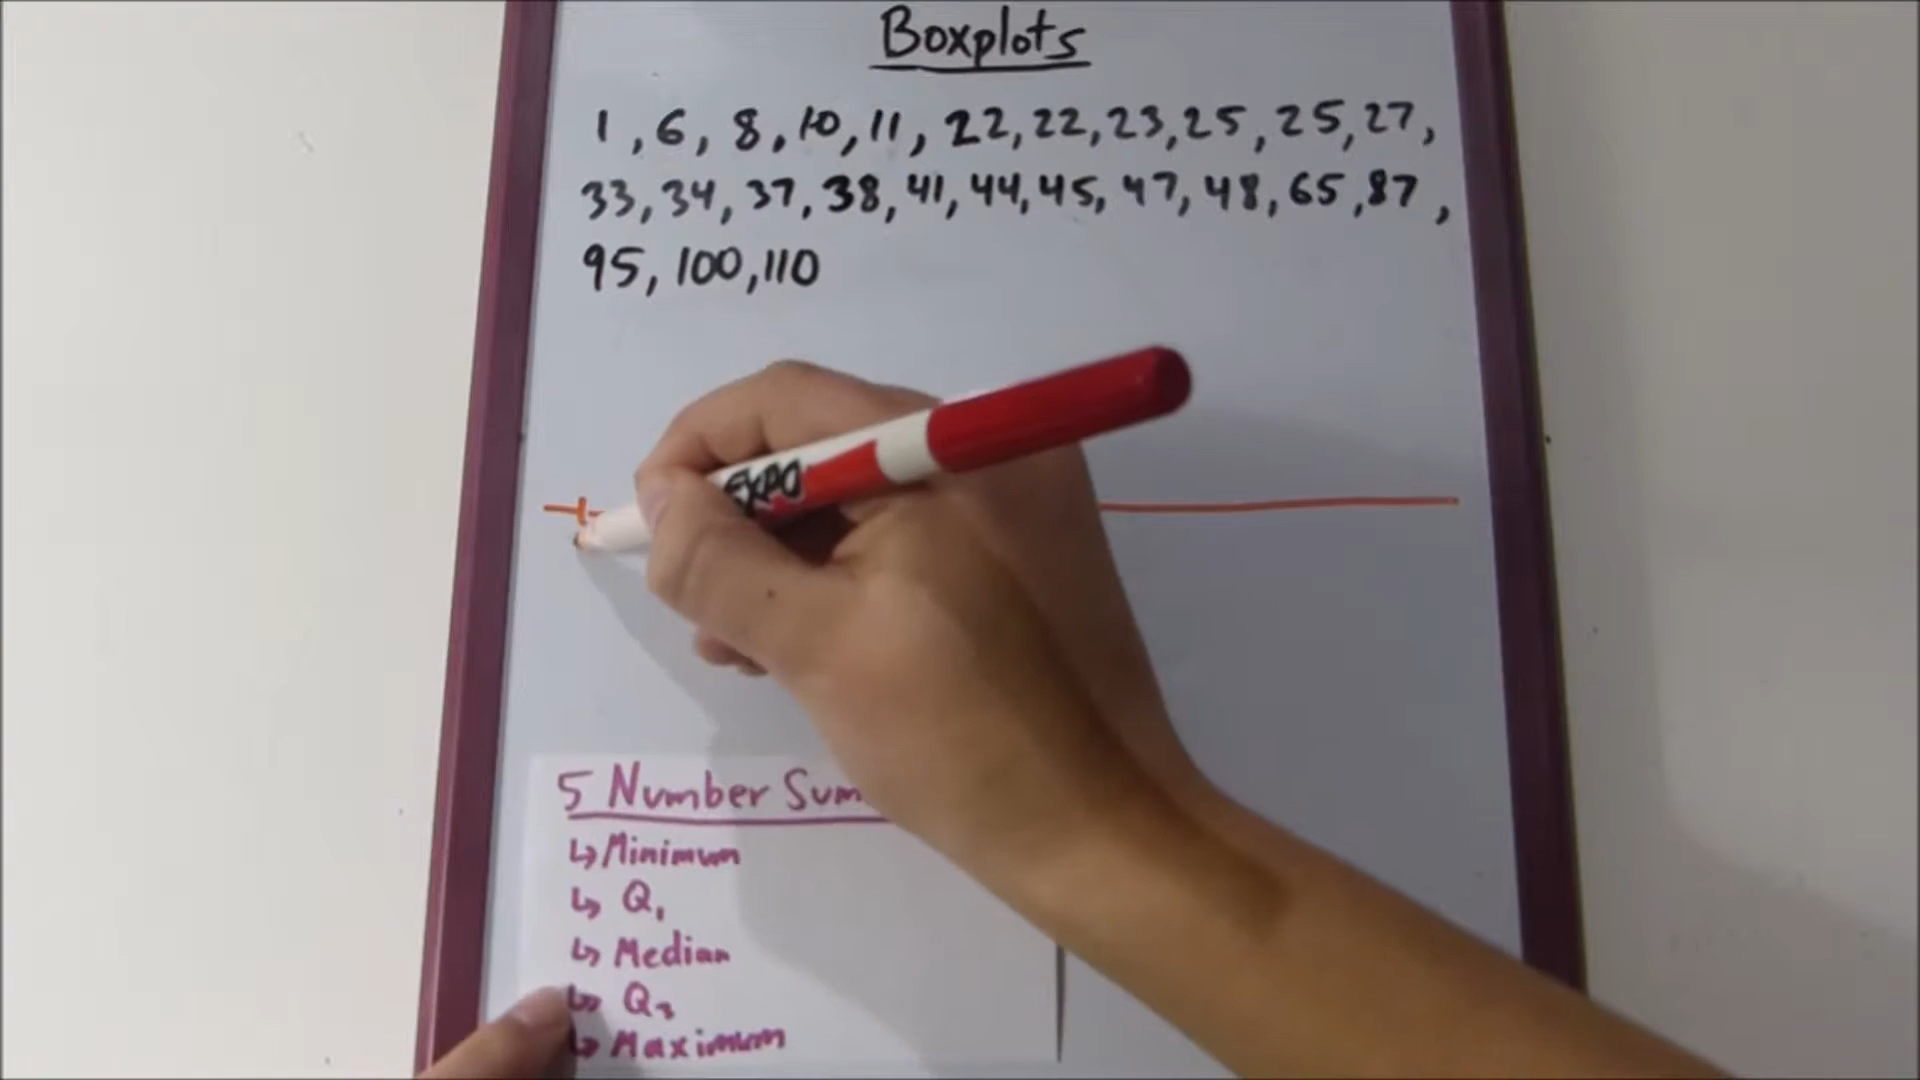 Boxplots
1, 6, 8, 10, 11, 22, 22, 23, 25, 25, 27,
33, 34, 37, 38, 41, 44, 45, 47, 48, 65, 87,
95, 100, 110
EXPO
5 Number Sum
↳ Minimum
↳ Q₁
↳ Median
↳ Q₃
↳ Maximum